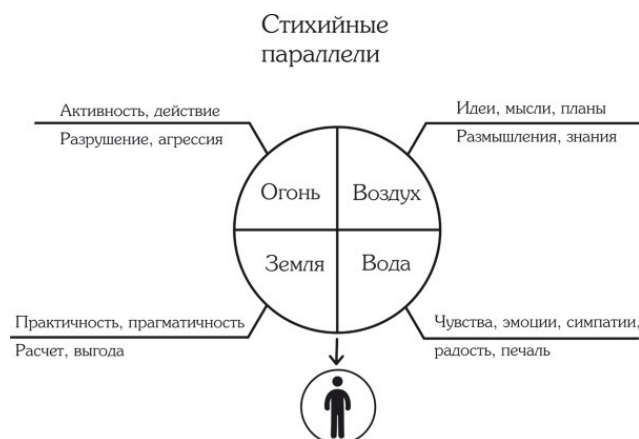 Стихийные
параллели
Активность, действие
Разрушение, агрессия
Идеи, мысли, планы
Размышления, знания
Огонь
Воздух
Земля
Вода
Практичность, прагматичность
Расчет, выгода
Чувства, эмоции, симпатии,
радость, печаль